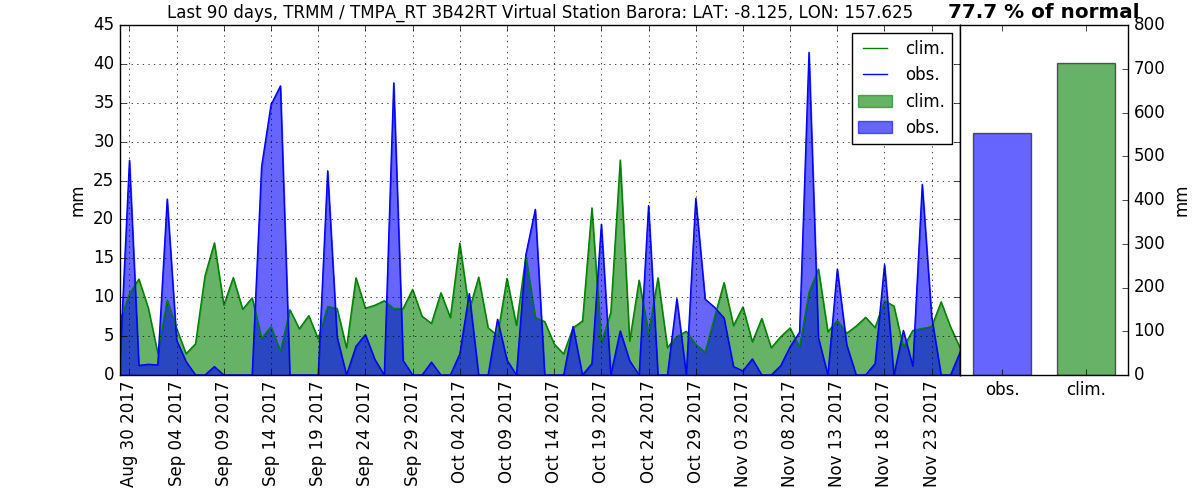 Last 90 days, TRMM / TMPA_RT 3B42RT Virtual Station Barora: LAT: -8.125, LON: 157.625
77.7 % of normal
mm
45
40
35
30
25
20
15
10
5
0
clim.
obs.
clim.
obs.
Aug 30 2017
Sep 04 2017
Sep 09 2017
Sep 14 2017
Sep 19 2017
Sep 24 2017
Sep 29 2017
Oct 04 2017
Oct 09 2017
Oct 14 2017
Oct 19 2017
Oct 24 2017
Oct 29 2017
Nov 03 2017
Nov 08 2017
Nov 13 2017
Nov 18 2017
Nov 23 2017
800
700
600
500
400
300
200
100
0
mm
obs.
clim.